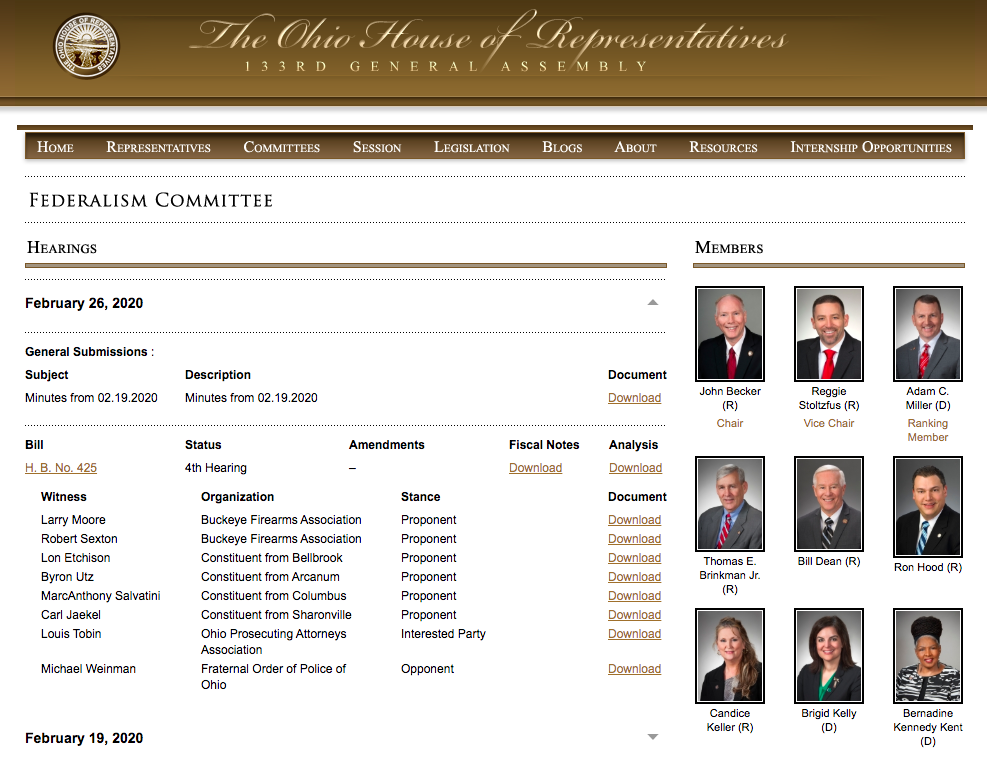 THE OHIO HOUSE OF REPRESENTATIVES
The Ohio House of Representatives
133RD GENERAL ASSEMBLY
Home Representatives Committees Session Legislation Blogs About Resources Internship Opportunities
Federalism Committee
Hearings
February 26, 2020
General Submissions :
Subject Description Document
Minutes from 02.19.2020 Minutes from 02.19.2020 Download
Bill Status Amendments Fiscal Notes Analysis
H. B. No. 425 4th Hearing – Download Download
Witness Organization Stance Document
Larry Moore Buckeye Firearms Association Proponent Download
Robert Sexton Buckeye Firearms Association Proponent Download
Lon Etchison Constituent from Bellbrook Proponent Download
Byron Utz Constituent from Arcanum Proponent Download
MarcAnthony Salvatini Constituent from Columbus Proponent Download
Carl Jaekel Constituent from Sharonville Proponent Download
Louis Tobin Ohio Prosecuting Attorneys Interested Party Download
Association
Michael Weinman Fraternal Order of Police of Opponent Download
Ohio
February 19, 2020
Members
John Becker
(R)
Chair
Reggie
Stoltzfus (R)
Vice Chair
Adam C.
Miller (D)
Ranking
Member
Thomas E.
Brinkman Jr.
(R)
Bill Dean (R)
Ron Hood (R)
Candice
Keller (R)
Brigid Kelly
(D)
Bernadine
Kennedy Kent
(D)